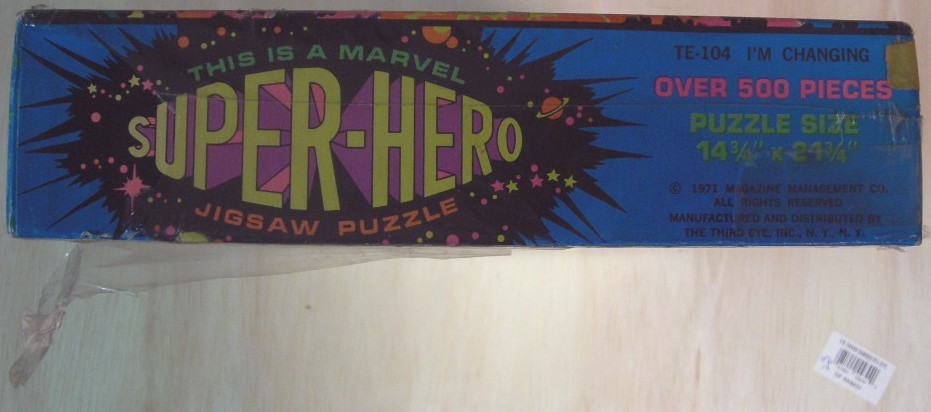 THIS IS A MARVEL
SUPER-HERO
JIGSAW PUZZLE
TE-104 I'M CHANGING
OVER 500 PIECES
PUZZLE SIZE
14¾" x 21¾"
© 1971 MAGAZINE MANAGEMENT CO.
ALL RIGHTS RESERVED
MANUFACTURED AND DISTRIBUTED BY
THE THIRD EYE, INC., N. Y., N. Y.